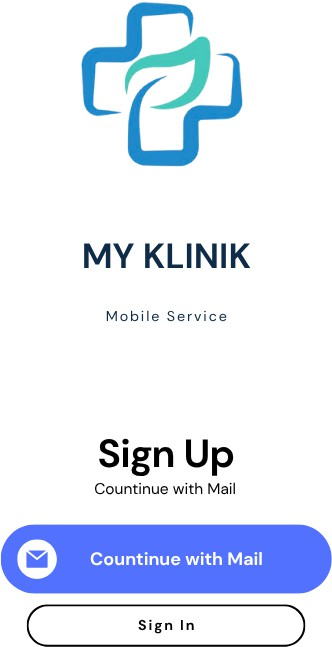 MY KLINIK
Mobile Service
Sign Up
Countinue with Mail
Countinue with Mail
Sign In